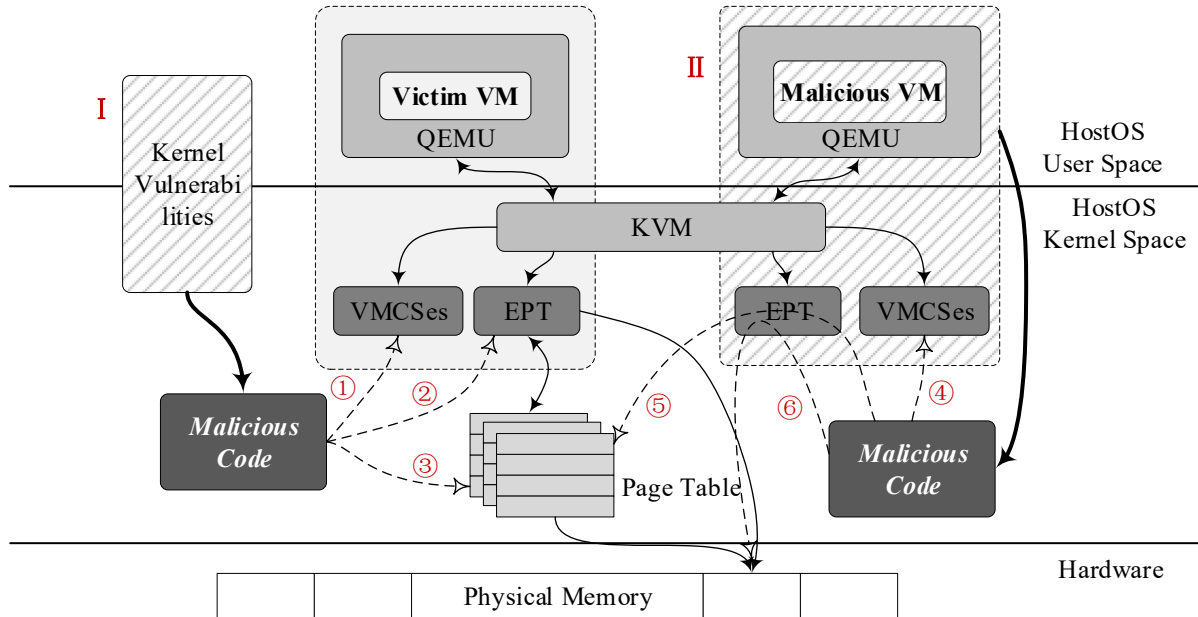 I
Kernel
Vulnerabi
lities
Victim VM
QEMU
II
Malicious VM
QEMU
HostOS
User Space
HostOS
Kernel Space
KVM
VMCSes
EPT
EPT
VMCSes
①
②
③
④
⑤
⑥
Malicious
Code
Page Table
Malicious
Code
Hardware
Physical Memory